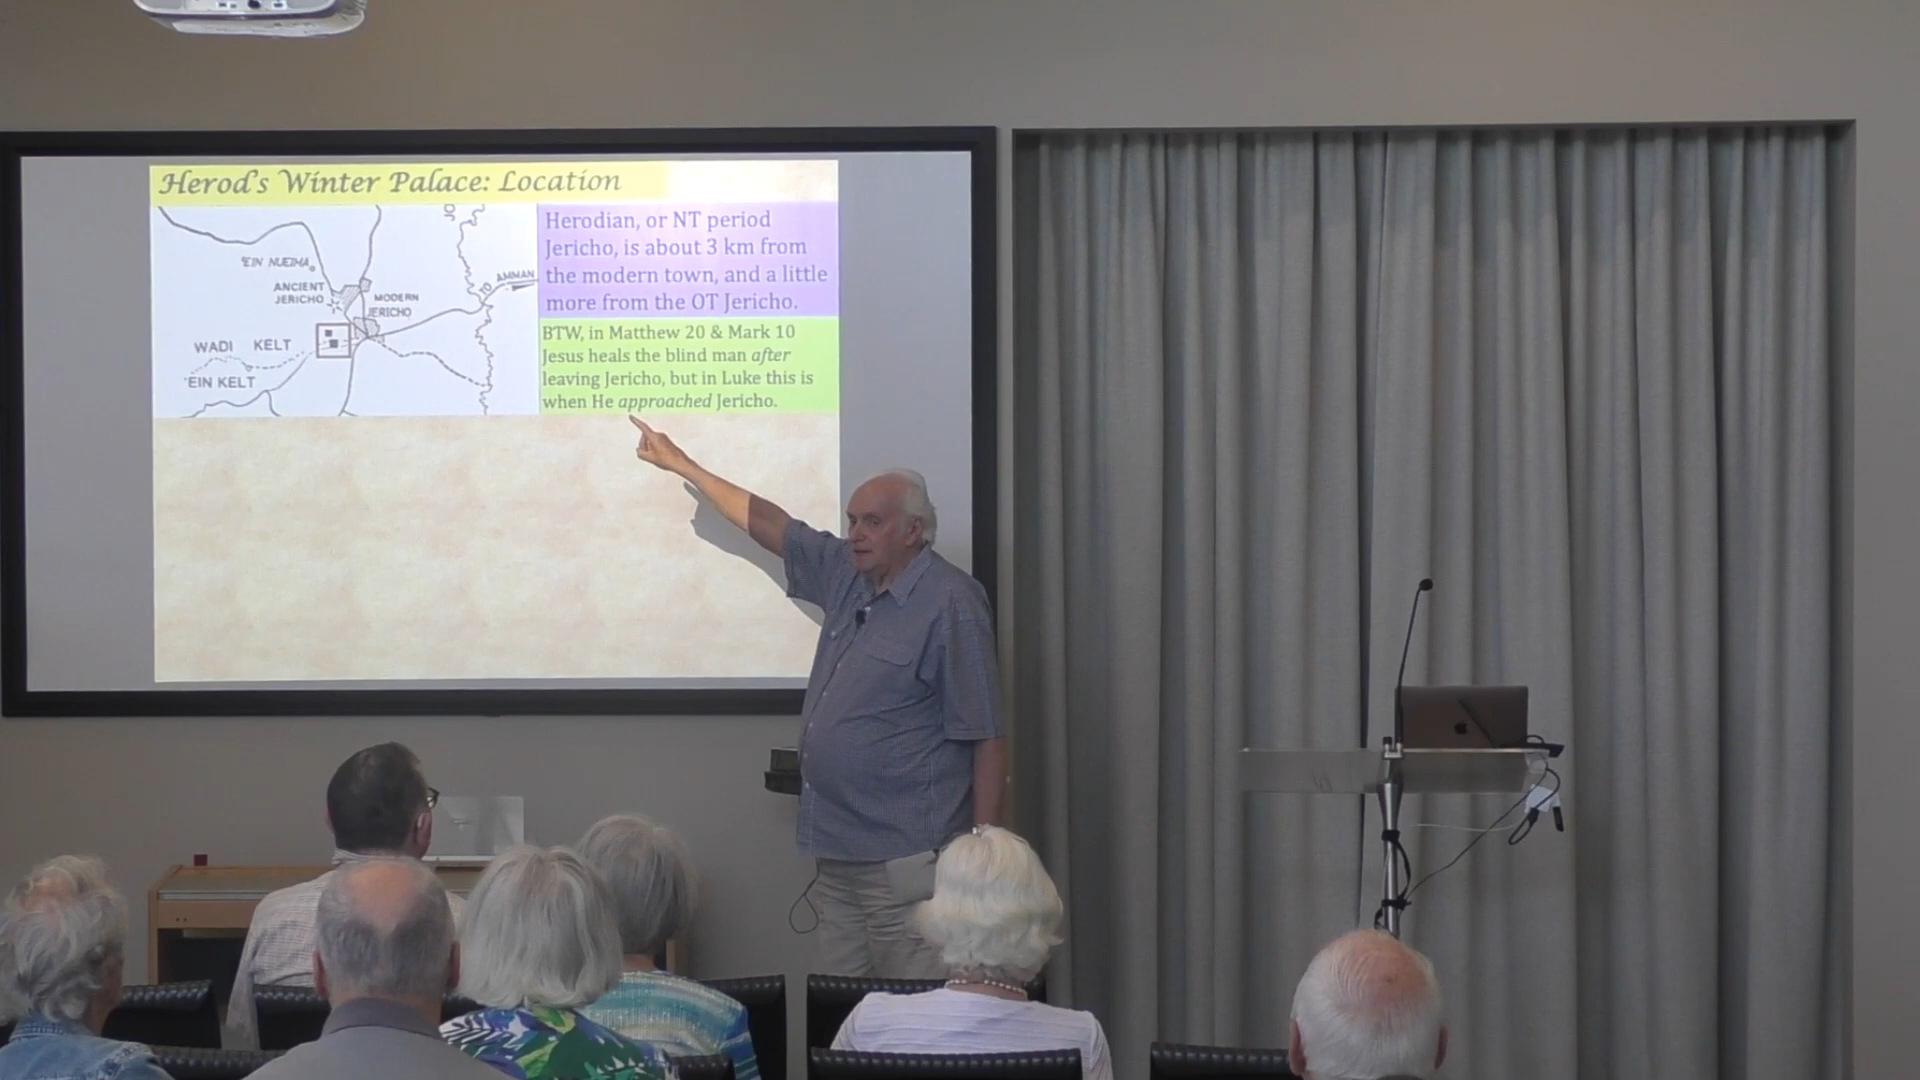 Herod's Winter Palace: Location
'EIN NUEIMA
ANCIENT
JERICHO
MODERN
JERICHO
TO AMMAN
WADI KELT
'EIN KELT
JO
Herodian, or NT period
Jericho, is about 3 km from
the modern town, and a little
more from the OT Jericho.
BTW, in Matthew 20 & Mark 10
Jesus heals the blind man after
leaving Jericho, but in Luke this is
when He approached Jericho.